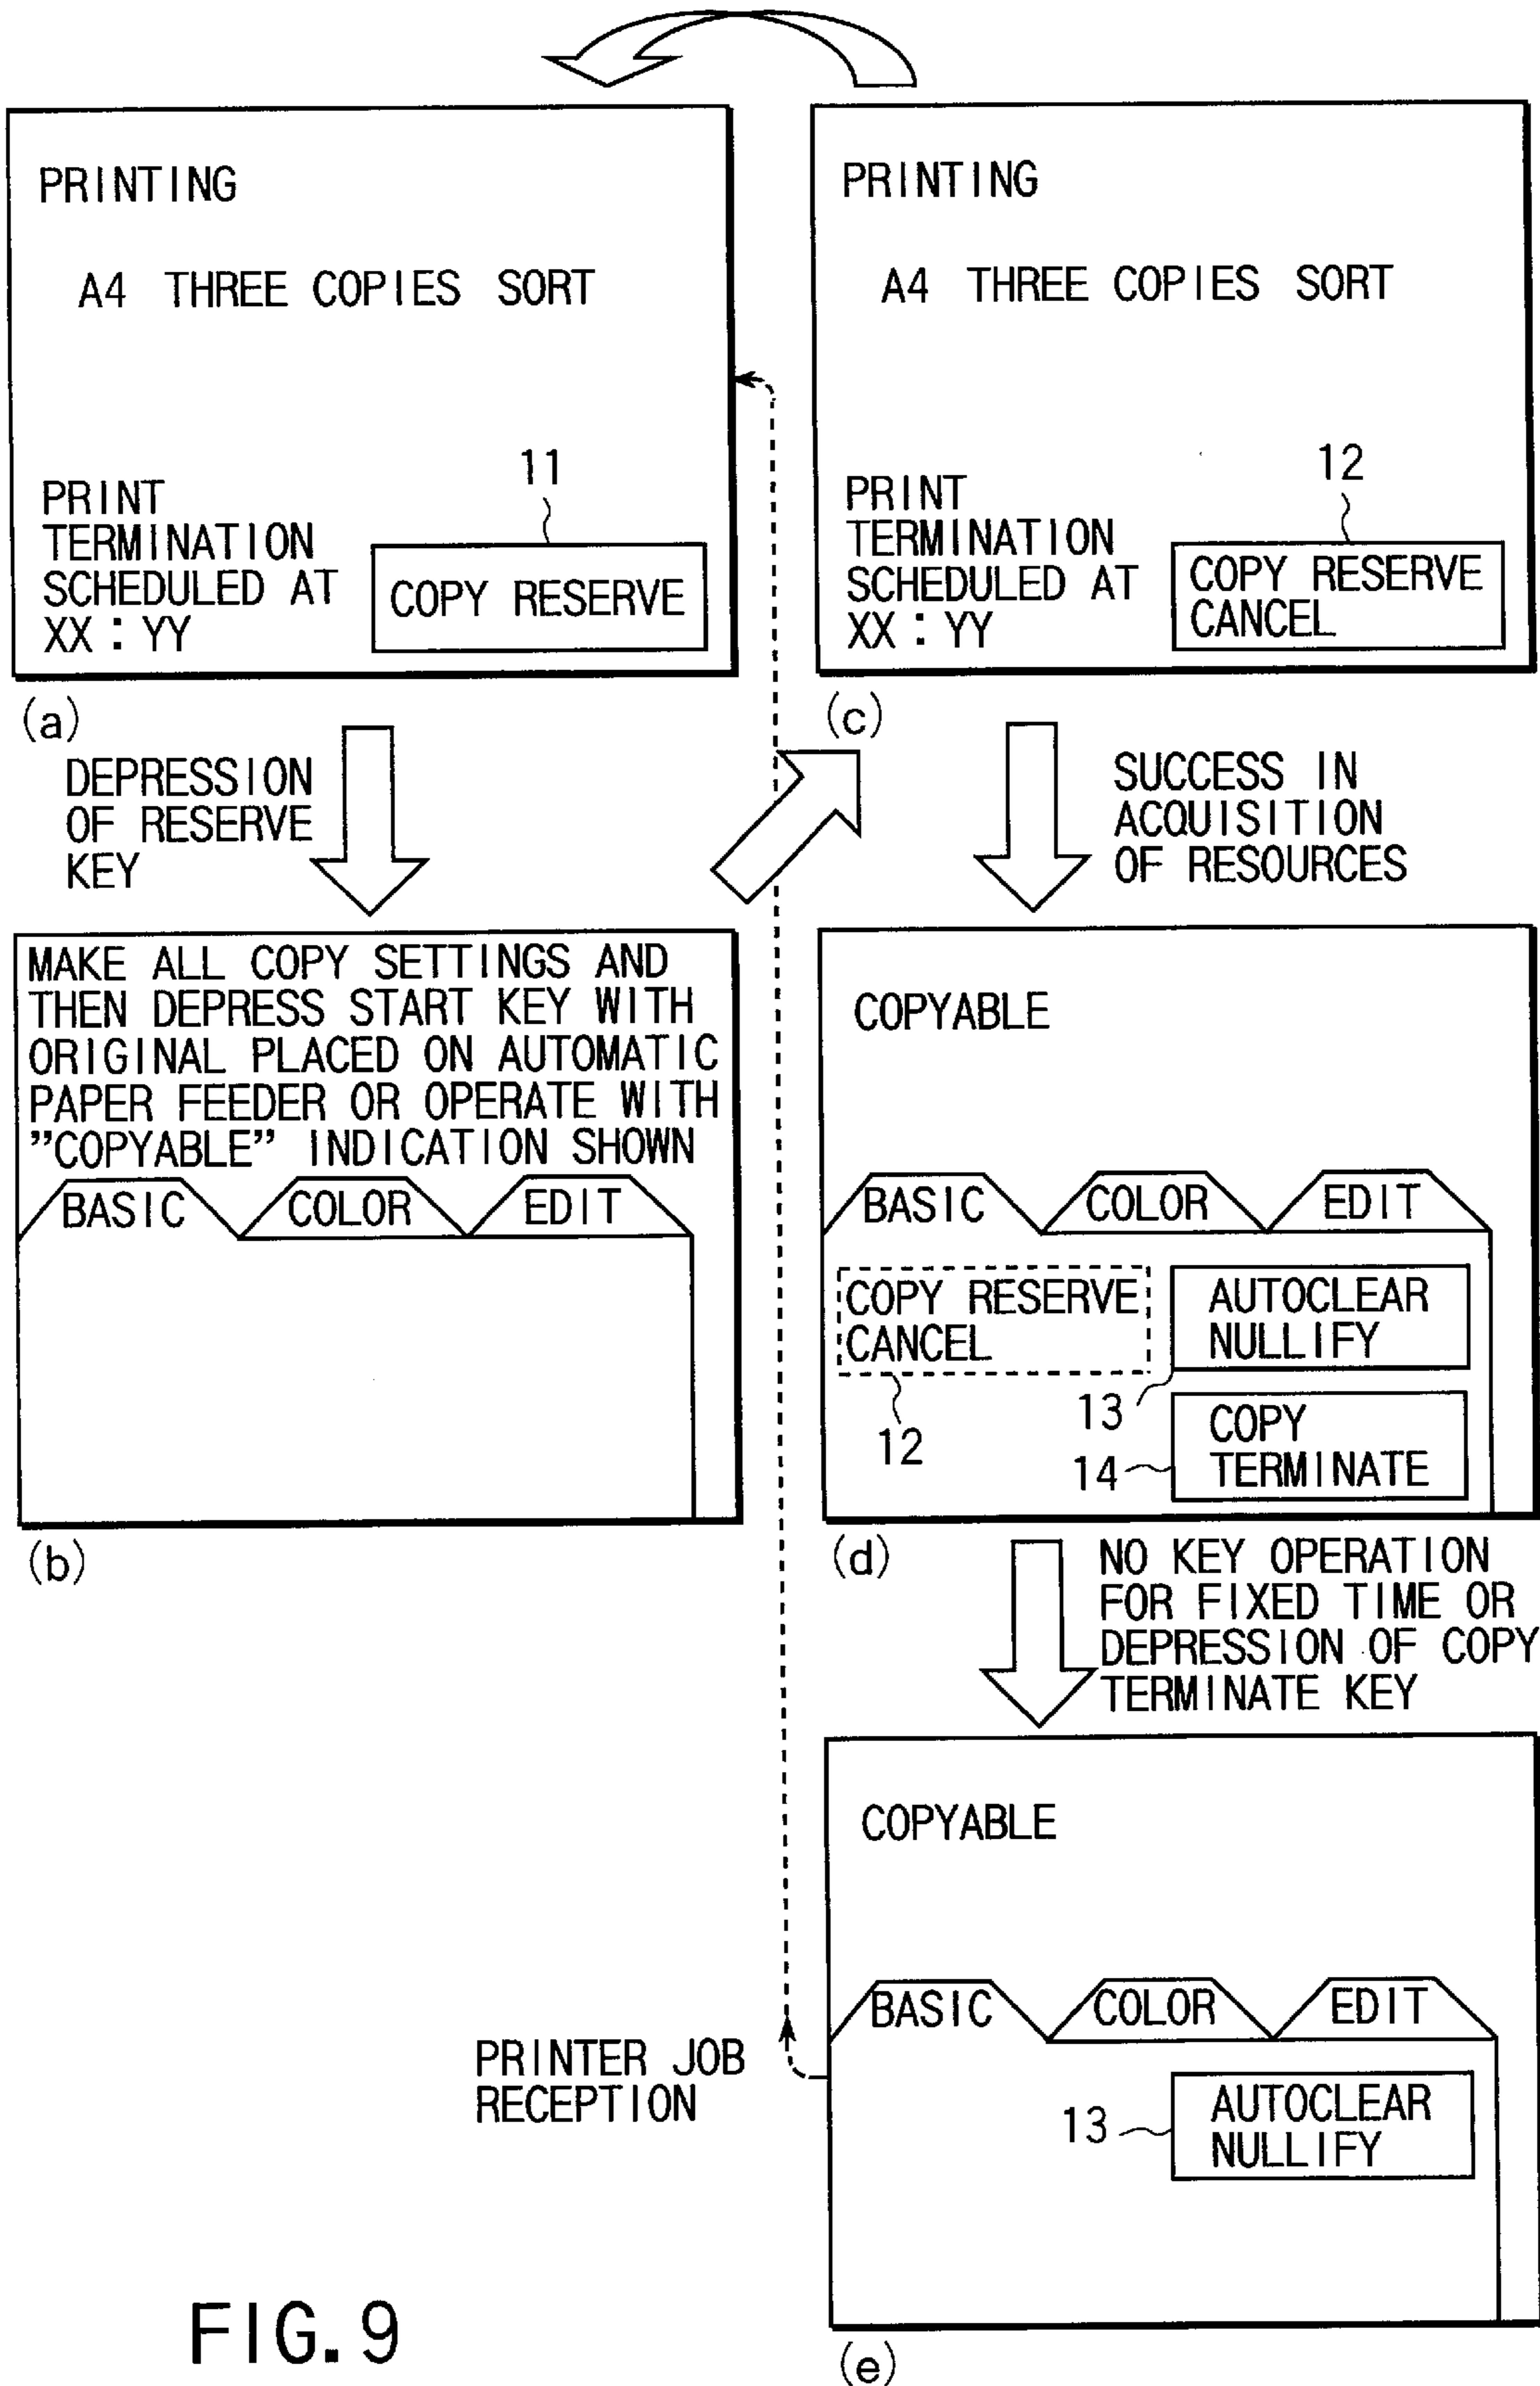 PRINTING
A4 THREE COPIES SORT
PRINT
TERMINATION
SCHEDULED AT
XX : YY
11
COPY RESERVE
(a)
DEPRESSION
OF RESERVE
KEY
MAKE ALL COPY SETTINGS AND
THEN DEPRESS START KEY WITH
ORIGINAL PLACED ON AUTOMATIC
PAPER FEEDER OR OPERATE WITH
"COPYABLE" INDICATION SHOWN
BASIC COLOR EDIT
(b)
PRINTING
A4 THREE COPIES SORT
PRINT
TERMINATION
SCHEDULED AT
XX : YY
12
COPY RESERVE
CANCEL
(c)
SUCCESS IN
ACQUISITION
OF RESOURCES
COPYABLE
BASIC COLOR EDIT
COPY RESERVE
CANCEL
12
AUTOCLEAR
NULLIFY
13
COPY
TERMINATE
14
(d)
NO KEY OPERATION
FOR FIXED TIME OR
DEPRESSION OF COPY
TERMINATE KEY
COPYABLE
BASIC COLOR EDIT
PRINTER JOB
RECEPTION
13
AUTOCLEAR
NULLIFY
(e)
FIG. 9